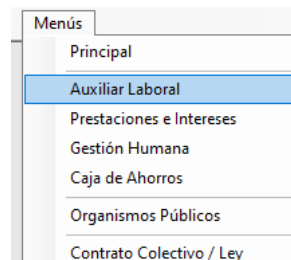 Menús
Principal
Auxiliar Laboral
Prestaciones e Intereses
Gestión Humana
Caja de Ahorros
Organismos Públicos
Contrato Colectivo / Ley